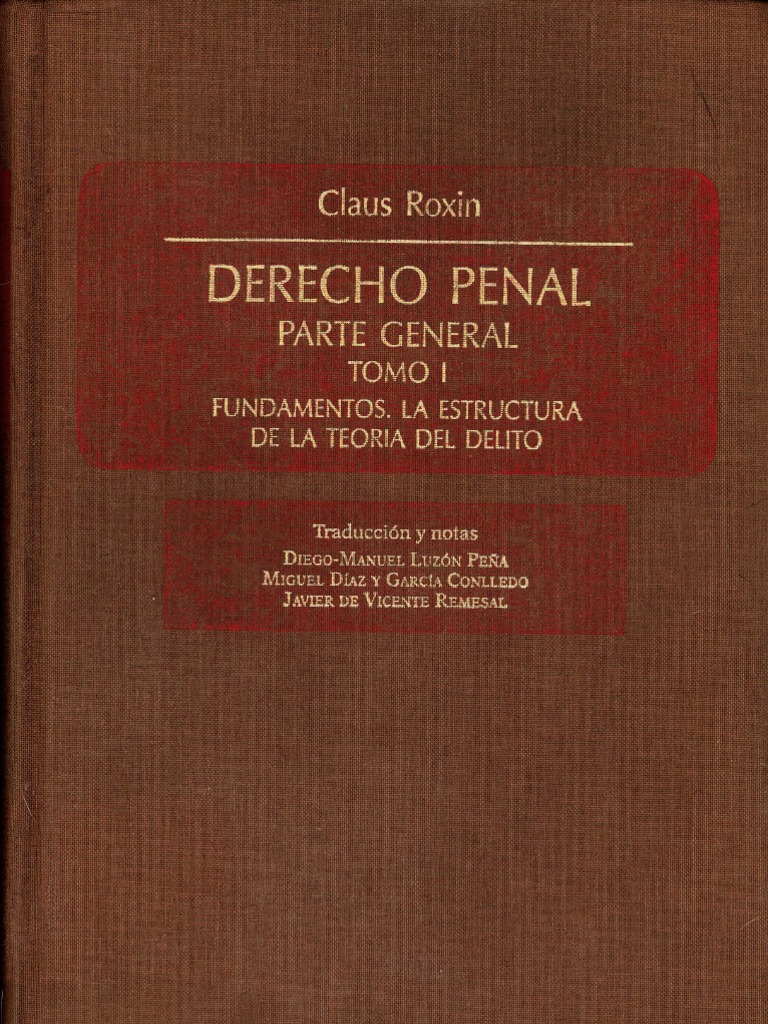 Claus Roxin
DERECHO PENAL
PARTE GENERAL
TOMO I
FUNDAMENTOS. LA ESTRUCTURA
DE LA TEORIA DEL DELITO
Traducción y notas
DIEGO-MANUEL LUZÓN PEÑA
MIGUEL DÍAZ Y GARCÍA CONLLEDO
JAVIER DE VICENTE REMESAL